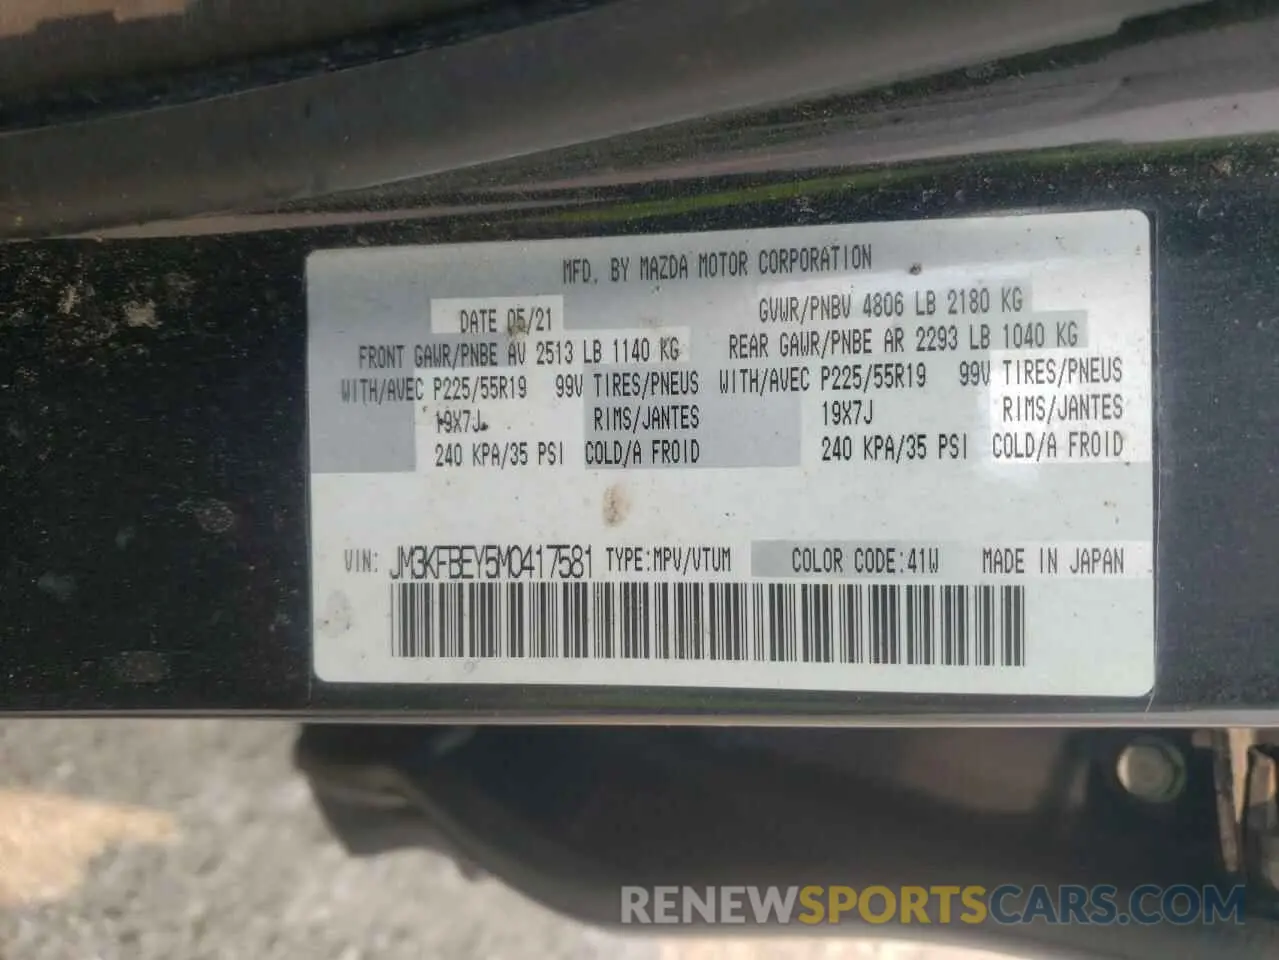 MFD. BY MAZDA MOTOR CORPORATION
DATE 05/21 GVWR/PNBV 4806 LB 2180 KG
FRONT GAWR/PNBE AV 2513 LB 1140 KG REAR GAWR/PNBE AR 2293 LB 1040 KG
WITH/AVEC P225/55R19 99V TIRES/PNEUS WITH/AVEC P225/55R19 99V TIRES/PNEUS
19X7J RIMS/JANTES 19X7J RIMS/JANTES
240 KPA/35 PSI COLD/A FROID 240 KPA/35 PSI COLD/A FROID
VIN: JM3KFBEY5M0417581 TYPE:MPV/VTUM COLOR CODE:41W MADE IN JAPAN
RENEWSPORTSCARS.COM